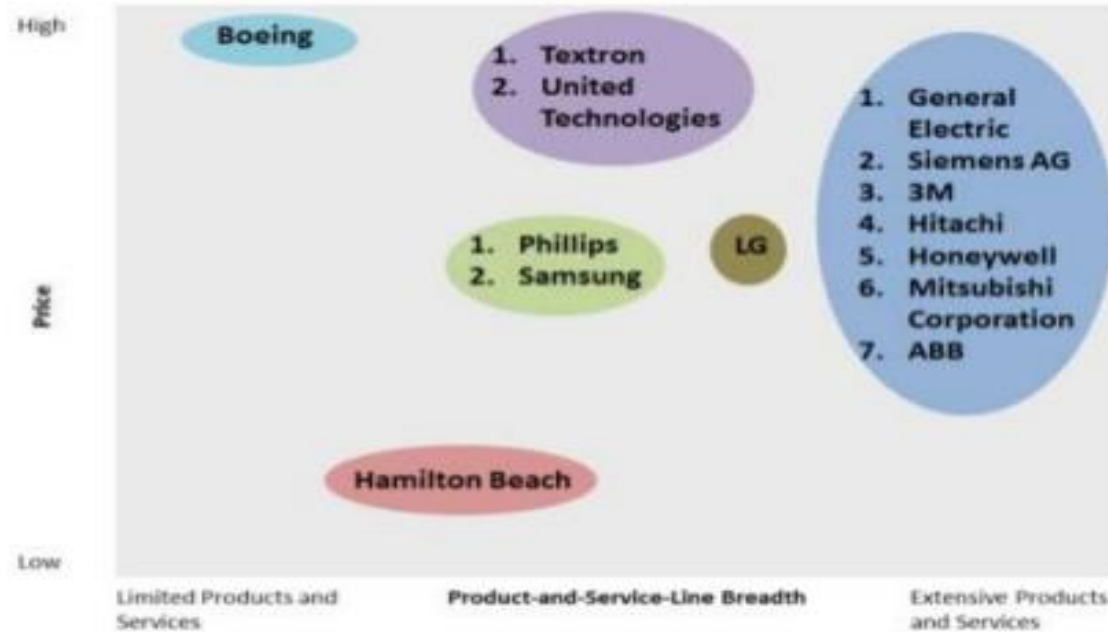 High
Boeing
1. Textron
2. United
Technologies
1. General
Electric
2. Siemens AG
3. 3M
4. Hitachi
5. Honeywell
6. Mitsubishi
Corporation
7. ABB
1. Phillips
2. Samsung
LG
Price
Hamilton Beach
Low
Limited Products and
Services
Product-and-Service-Line Breadth
Extensive Products
and Services